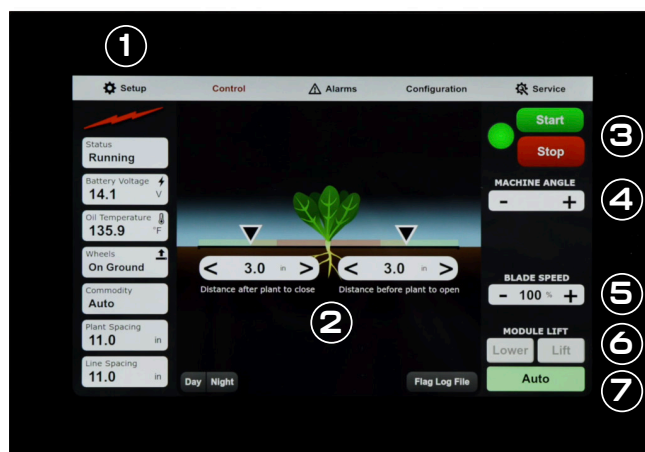 1
Setup
Control
Alarms
Configuration
Service
Status
Running
Battery Voltage
14.1 V
Oil Temperature
135.9 °F
Wheels
On Ground
Commodity
Auto
Plant Spacing
11.0 in
Line Spacing
11.0 in
< 3.0 in >
Distance after plant to close
< 3.0 in >
Distance before plant to open
2
Day Night
Flag Log File
Start
Stop
3
MACHINE ANGLE
- +
4
BLADE SPEED
- 100 % +
5
MODULE LIFT
Lower Lift
6
Auto
7